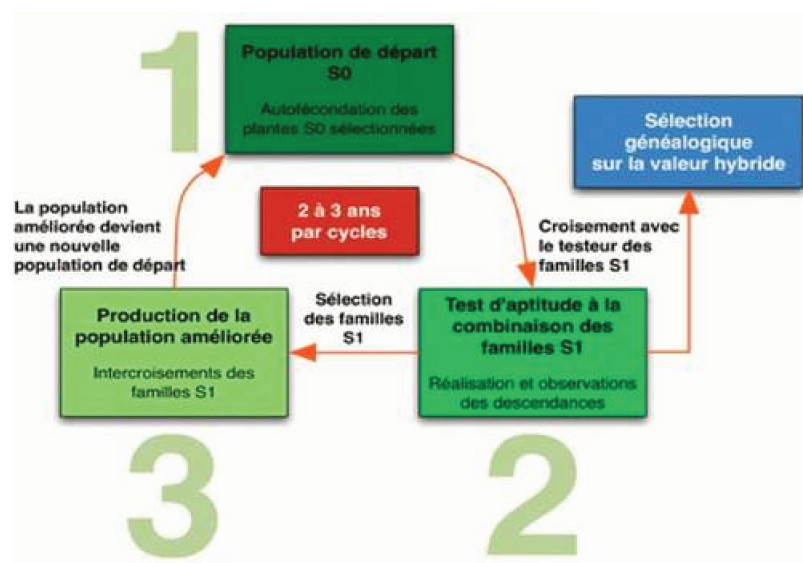 1
Population de départ
S0
Autofécondation des
plantes S0 sélectionnées
Sélection
généalogique
sur la valeur hybride
2 à 3 ans
par cycles
La population
améliorée devient
une nouvelle
population de départ
Croisement avec
le testeur des
familles S1
Production de la
population améliorée
Intercroisements des
familles S1
Sélection
des familles
S1
Test d'aptitude à la
combinaison des
familles S1
Réalisation et observations
des descendances
3
2